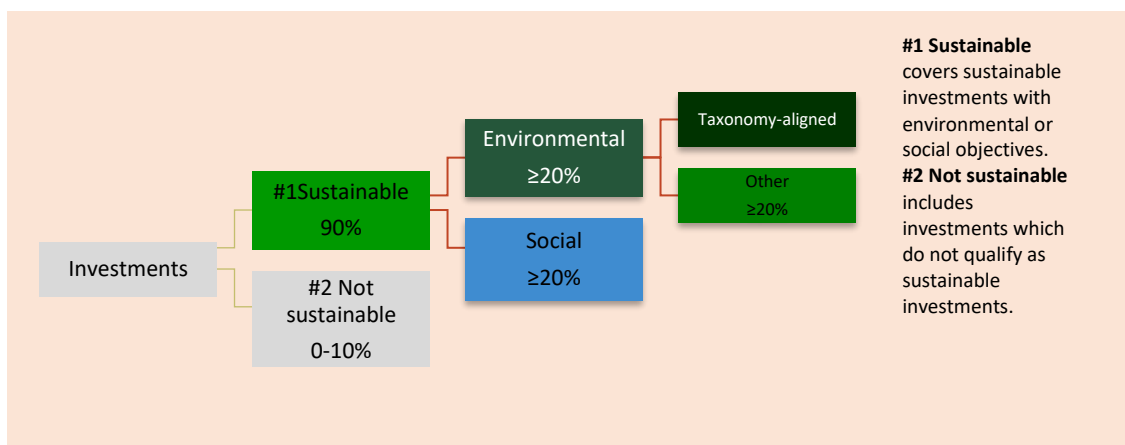 Investments
#1Sustainable
90%
#2 Not
sustainable
0-10%
Environmental
≥20%
Social
≥20%
Taxonomy-aligned
Other
≥20%
#1 Sustainable
covers sustainable
investments with
environmental or
social objectives.
#2 Not sustainable
includes
investments which
do not qualify as
sustainable
investments.